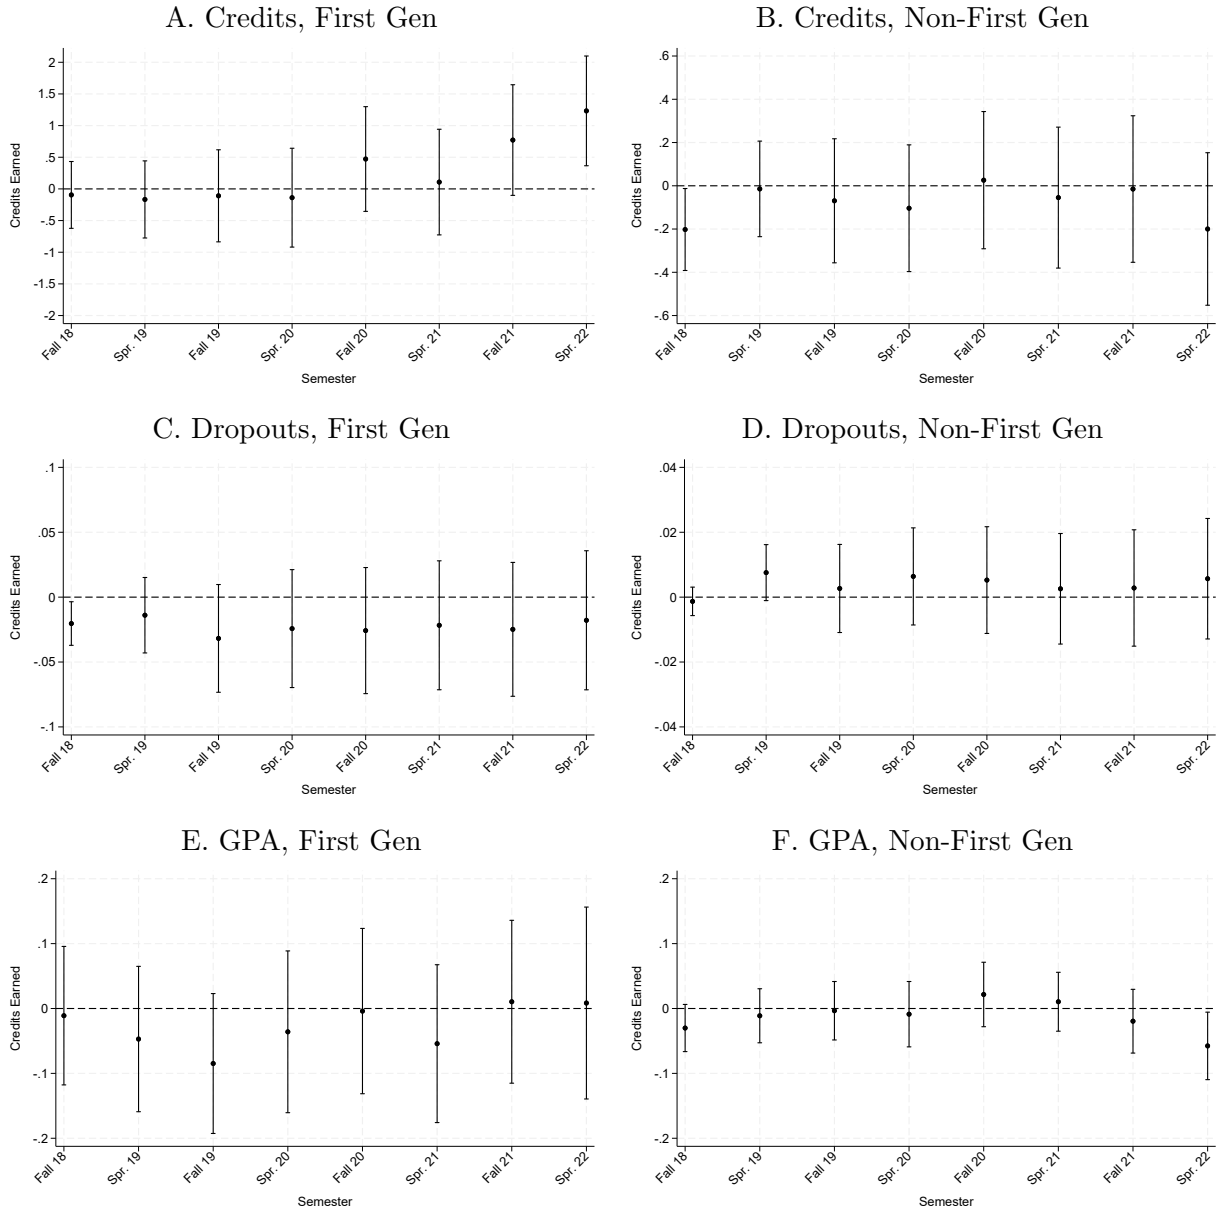 A. Credits, First Gen
Credits Earned
2
1.5
1
.5
0
-.5
-1
-1.5
-2
Fall 18 Spr. 19 Fall 19 Spr. 20 Fall 20 Spr. 21 Fall 21 Spr. 22
Semester
B. Credits, Non-First Gen
Credits Earned
.6
.4
.2
0
-.2
-.4
-.6
Fall 18 Spr. 19 Fall 19 Spr. 20 Fall 20 Spr. 21 Fall 21 Spr. 22
Semester
C. Dropouts, First Gen
Credits Earned
.1
.05
0
-.05
-.1
Fall 18 Spr. 19 Fall 19 Spr. 20 Fall 20 Spr. 21 Fall 21 Spr. 22
Semester
D. Dropouts, Non-First Gen
Credits Earned
.04
.02
0
-.02
-.04
Fall 18 Spr. 19 Fall 19 Spr. 20 Fall 20 Spr. 21 Fall 21 Spr. 22
Semester
E. GPA, First Gen
Credits Earned
.2
.1
0
-.1
-.2
Fall 18 Spr. 19 Fall 19 Spr. 20 Fall 20 Spr. 21 Fall 21 Spr. 22
Semester
F. GPA, Non-First Gen
Credits Earned
.2
.1
0
-.1
-.2
Fall 18 Spr. 19 Fall 19 Spr. 20 Fall 20 Spr. 21 Fall 21 Spr. 22
Semester